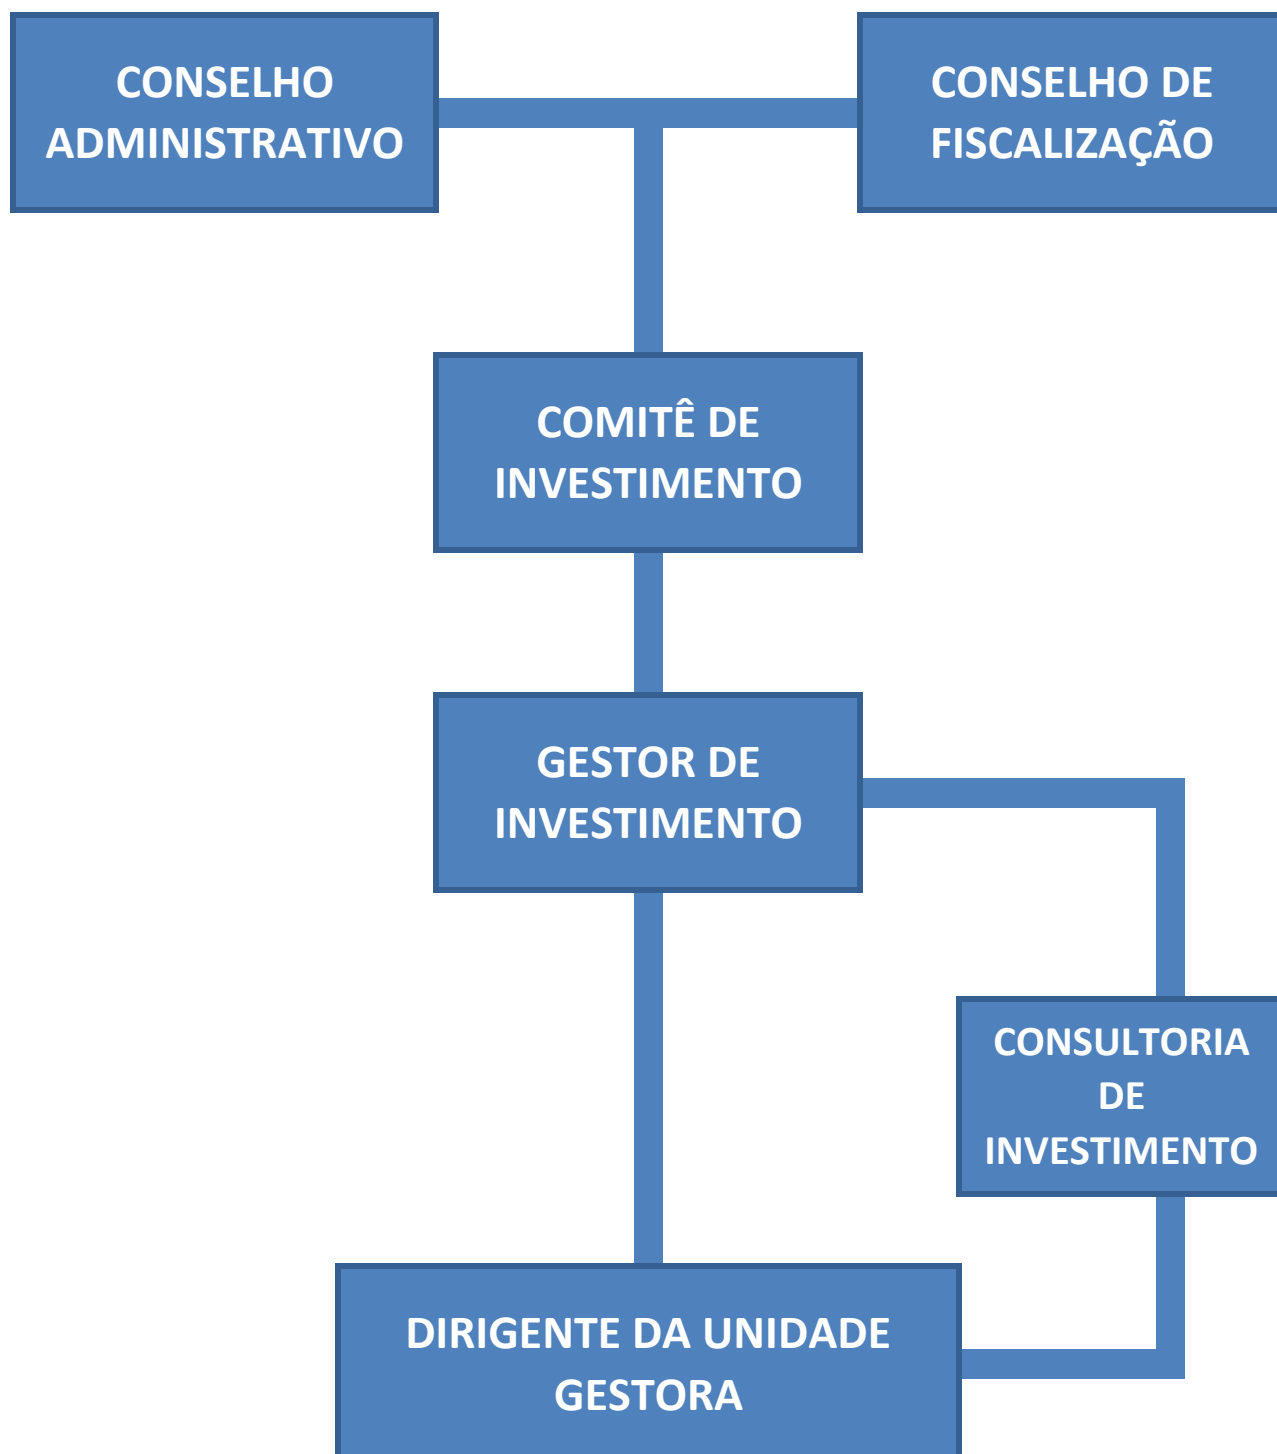 CONSELHO
ADMINISTRATIVO
CONSELHO DE
FISCALIZAÇÃO
COMITÊ DE
INVESTIMENTO
GESTOR DE
INVESTIMENTO
CONSULTORIA
DE
INVESTIMENTO
DIRIGENTE DA UNIDADE
GESTORA